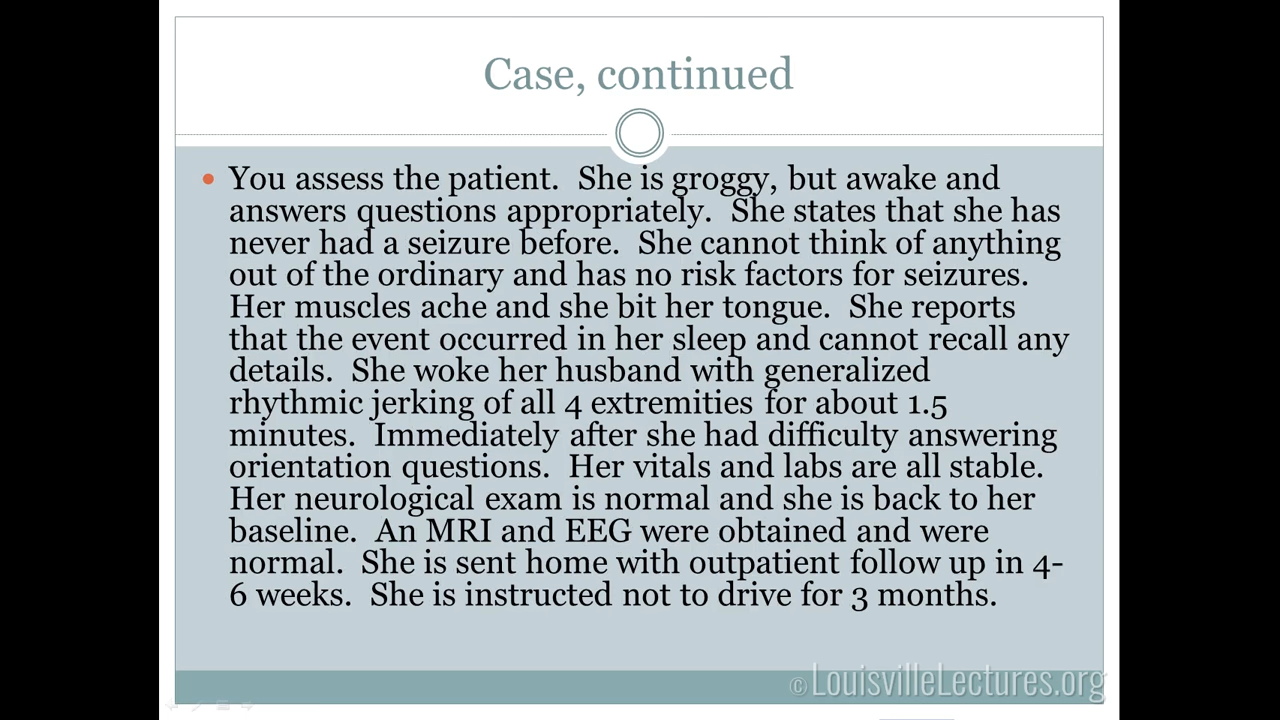 Case, continued
You assess the patient.  She is groggy, but awake and
answers questions appropriately.  She states that she has
never had a seizure before.  She cannot think of anything
out of the ordinary and has no risk factors for seizures.
Her muscles ache and she bit her tongue.  She reports
that the event occurred in her sleep and cannot recall any
details.  She woke her husband with generalized
rhythmic jerking of all 4 extremities for about 1.5
minutes.  Immediately after she had difficulty answering
orientation questions.  Her vitals and labs are all stable.
Her neurological exam is normal and she is back to her
baseline.  An MRI and EEG were obtained and were
normal.  She is sent home with outpatient follow up in 4-
6 weeks.  She is instructed not to drive for 3 months.
© LouisvilleLectures.org